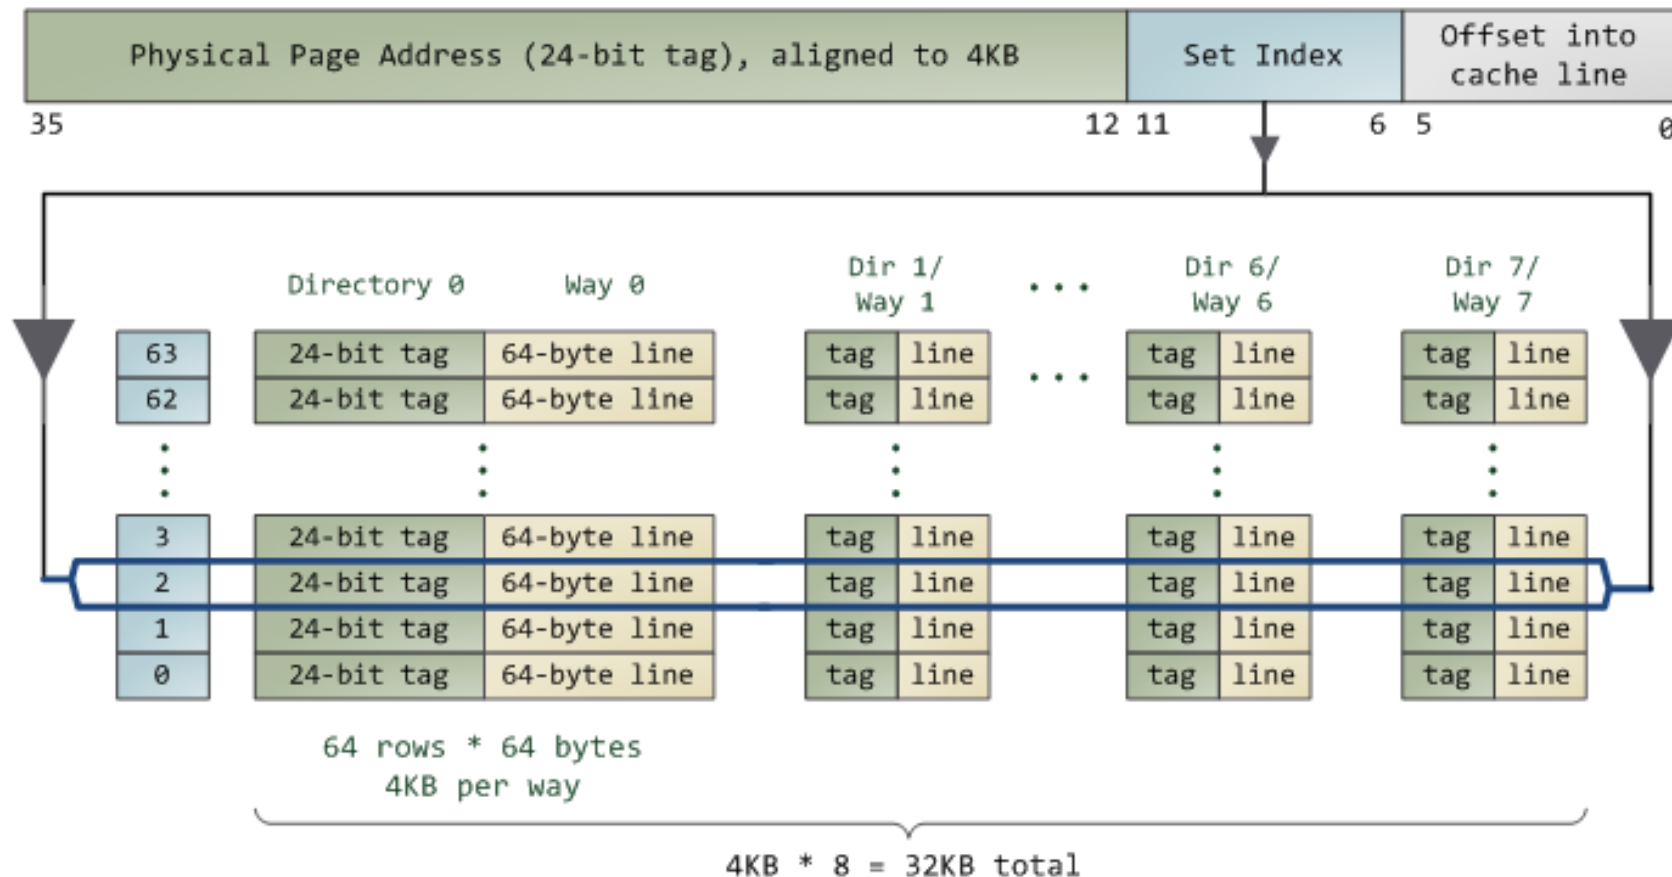 Physical Page Address (24-bit tag), aligned to 4KB
Set Index
Offset into
cache line
35
12
11
6
5
0
Directory 0
Way 0
Dir 1/
Way 1
Dir 6/
Way 6
Dir 7/
Way 7
63 24-bit tag 64-byte line tag line tag line tag line
62 24-bit tag 64-byte line tag line tag line tag line
3 24-bit tag 64-byte line tag line tag line tag line
2 24-bit tag 64-byte line tag line tag line tag line
1 24-bit tag 64-byte line tag line tag line tag line
0 24-bit tag 64-byte line tag line tag line tag line
64 rows * 64 bytes
4KB per way
4KB * 8 = 32KB total